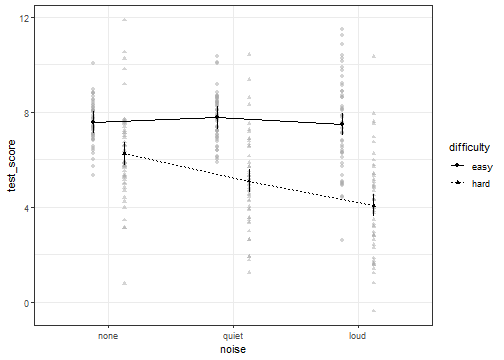 12
8
4
0
test_score
none quiet loud
noise
difficulty
easy
hard